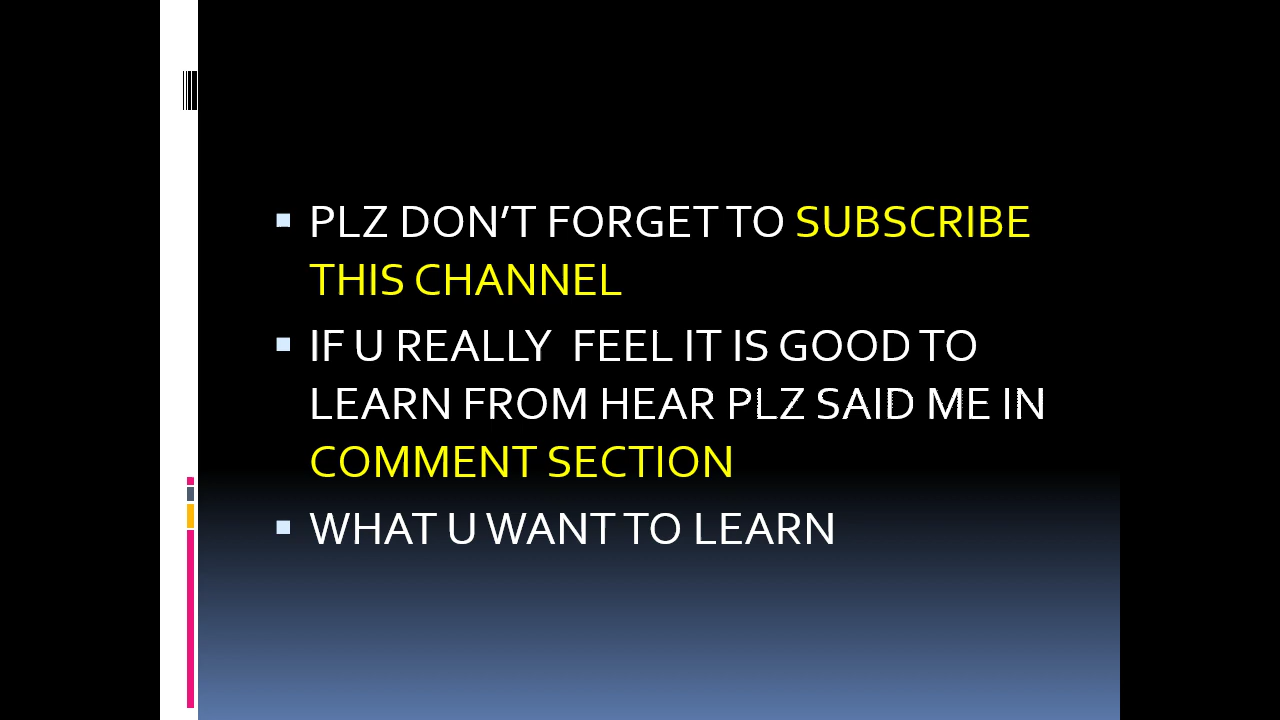 PLZ DON’T FORGET TO SUBSCRIBE
THIS CHANNEL
IF U REALLY FEEL IT IS GOOD TO
LEARN FROM HEAR PLZ SAID ME IN
COMMENT SECTION
WHAT U WANT TO LEARN